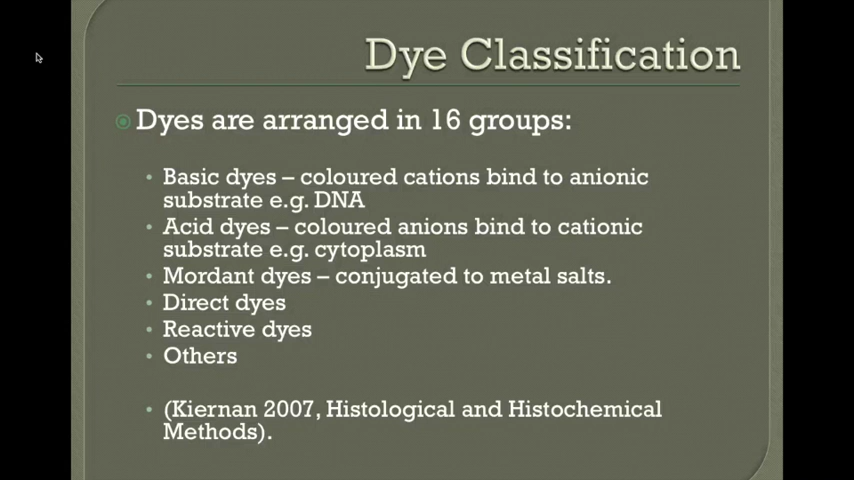 Dye Classification
Dyes are arranged in 16 groups:
Basic dyes – coloured cations bind to anionic
substrate e.g. DNA
Acid dyes – coloured anions bind to cationic
substrate e.g. cytoplasm
Mordant dyes – conjugated to metal salts.
Direct dyes
Reactive dyes
Others
(Kiernan 2007, Histological and Histochemical
Methods).